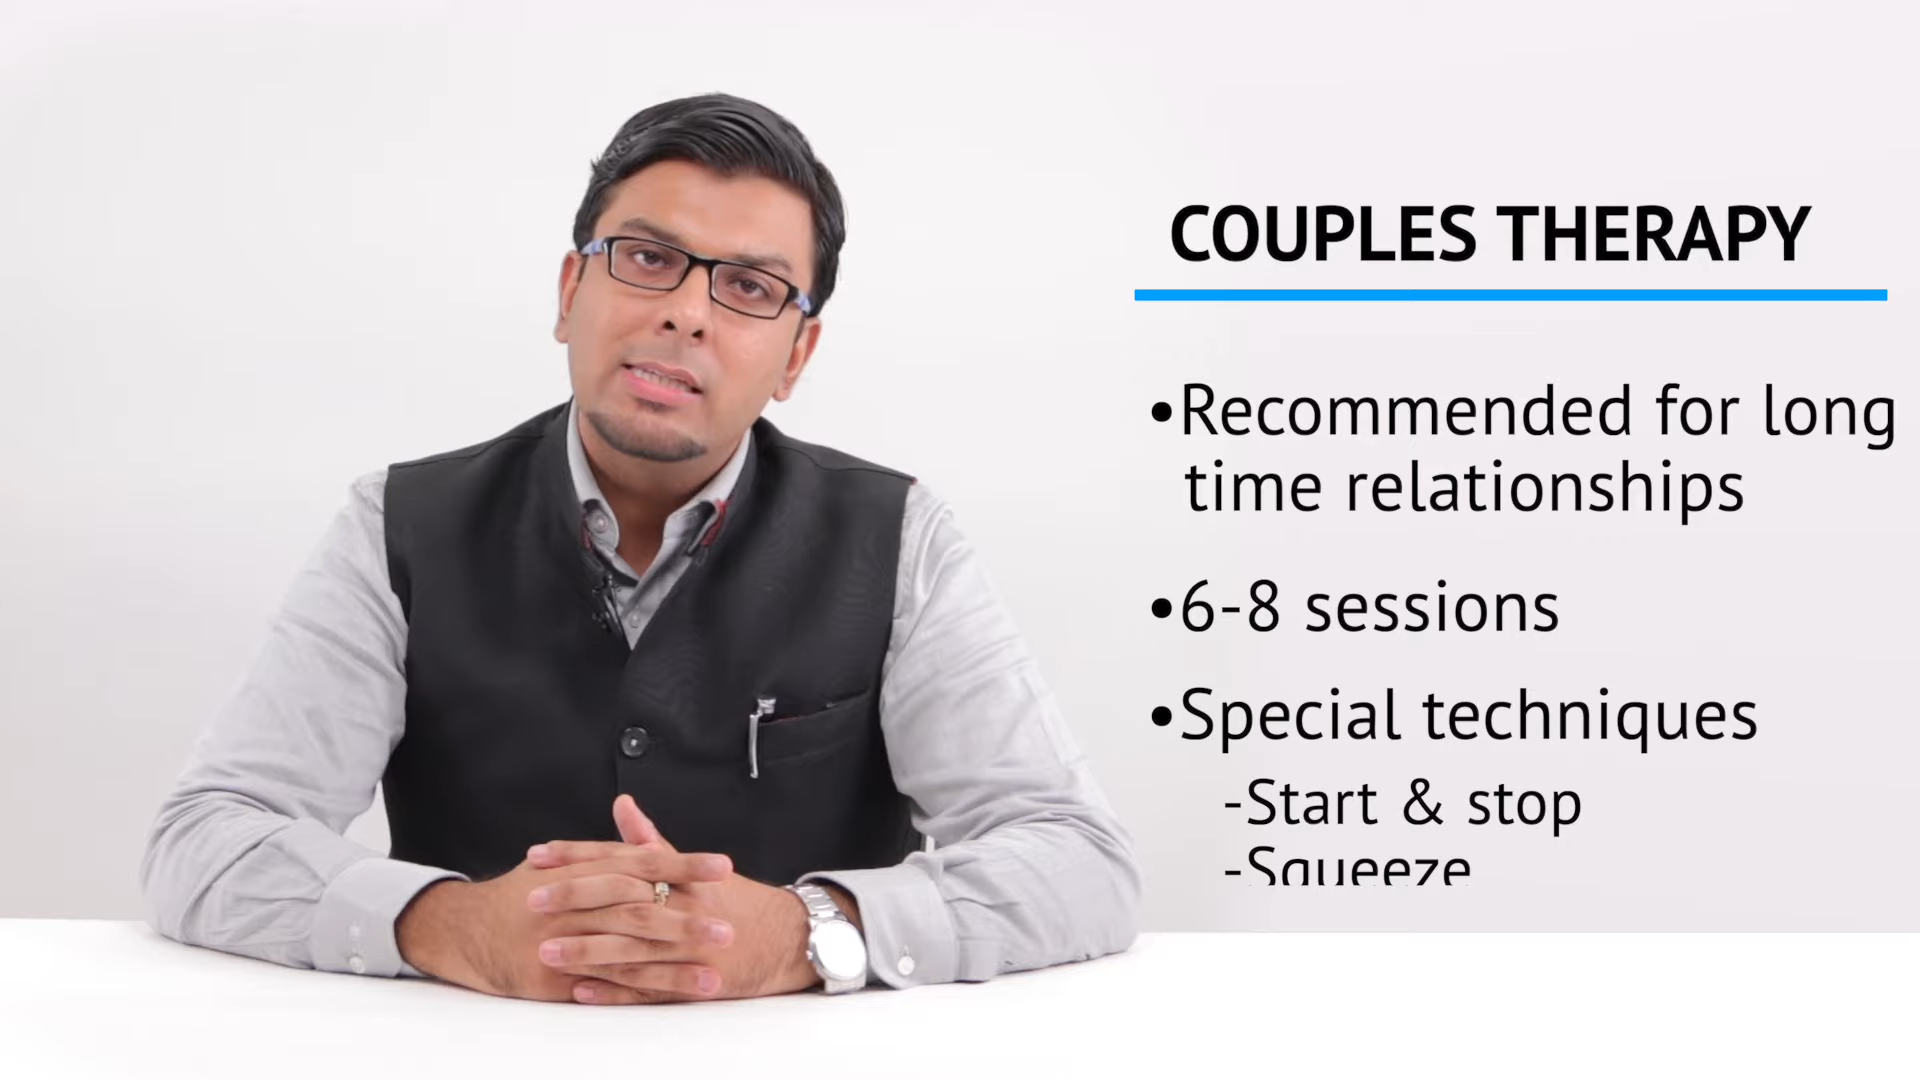 COUPLES THERAPY
•Recommended for long
time relationships
•6-8 sessions
•Special techniques
-Start & stop
-Squeeze